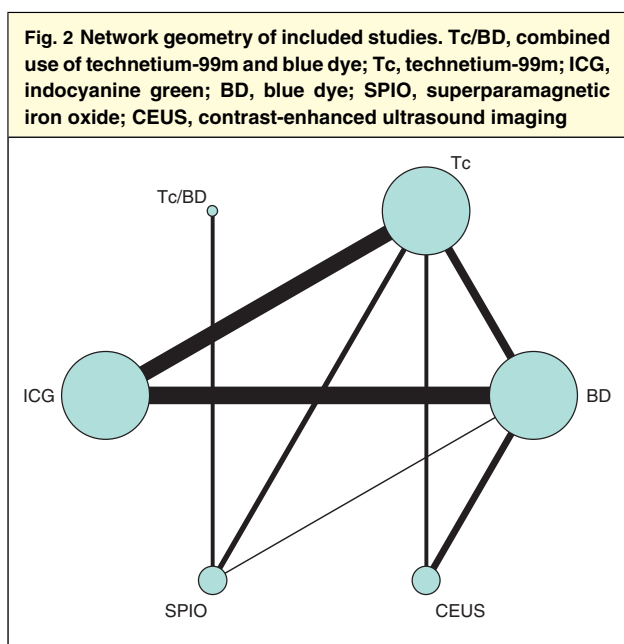 Fig. 2 Network geometry of included studies. Tc/BD, combined
use of technetium-99m and blue dye; Tc, technetium-99m; ICG,
indocyanine green; BD, blue dye; SPIO, superparamagnetic
iron oxide; CEUS, contrast-enhanced ultrasound imaging
Tc
Tc/BD
ICG
BD
SPIO
CEUS